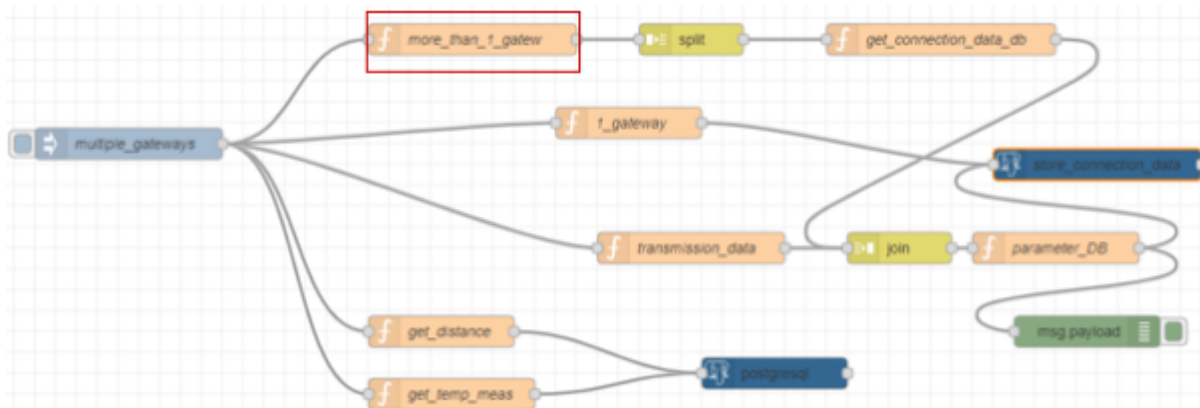 more_than_1_gatew
split
get_connection_data_db
1_gateway
multiple_gateways
store_connection_data
transmission_data
join
parameter_DB
get_distance
msg.payload
postgresql
get_temp_meas